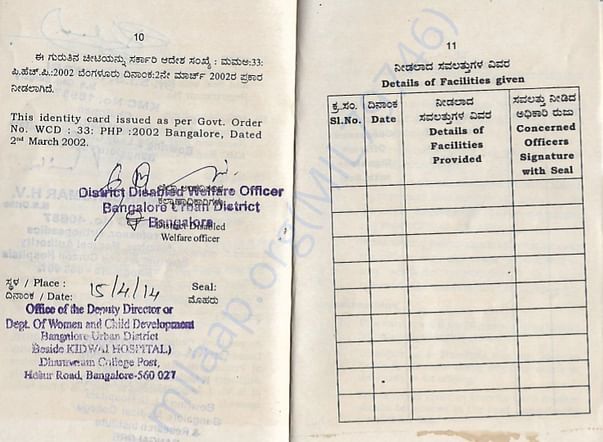 10
ಈ ಗುರುತಿನ ಚೀಟಿಯನ್ನು ಸರ್ಕಾರಿ ಆದೇಶ ಸಂಖ್ಯೆ : ಮಮಇ:33:
ಪಿ.ಹೆಚ್.ಪಿ.:2002 ಬೆಂಗಳೂರು ದಿನಾಂಕ:2ನೇ ಮಾರ್ಚ್ 2002ರ ಪ್ರಕಾರ
ನೀಡಲಾಗಿದೆ.
This identity card issued as per Govt. Order
No. WCD : 33: PHP :2002 Bangalore, Dated
2nd March 2002.
District Disabled Welfare Officer
Bangalore Urban District
Bangalore
District Disabled
Welfare officer
ಸ್ಥಳ / Place :
Seal:
ದಿನಾಂಕ / Date: 15/4/14
ಮೊಹರು
Office of the Deputy Director or
Dept. Of Women and Child Development
Bangalore Urban District
Beside KIDWAI HOSPITAL)
Dharmaram College Post,
Hosur Road, Bangalore-560 027
11
ನೀಡಲಾದ ಸವಲತ್ತುಗಳ ವಿವರ
Details of Facilities given
ಕ್ರ.ಸಂ.
Sl.No.
ದಿನಾಂಕ
Date
ನೀಡಲಾದ
ಸವಲತ್ತುಗಳ ವಿವರ
Details of
Facilities
Provided
ಸವಲತ್ತು ನೀಡಿದ
ಅಧಿಕಾರಿ ರುಜು
Concerned
Officers
Signature
with Seal